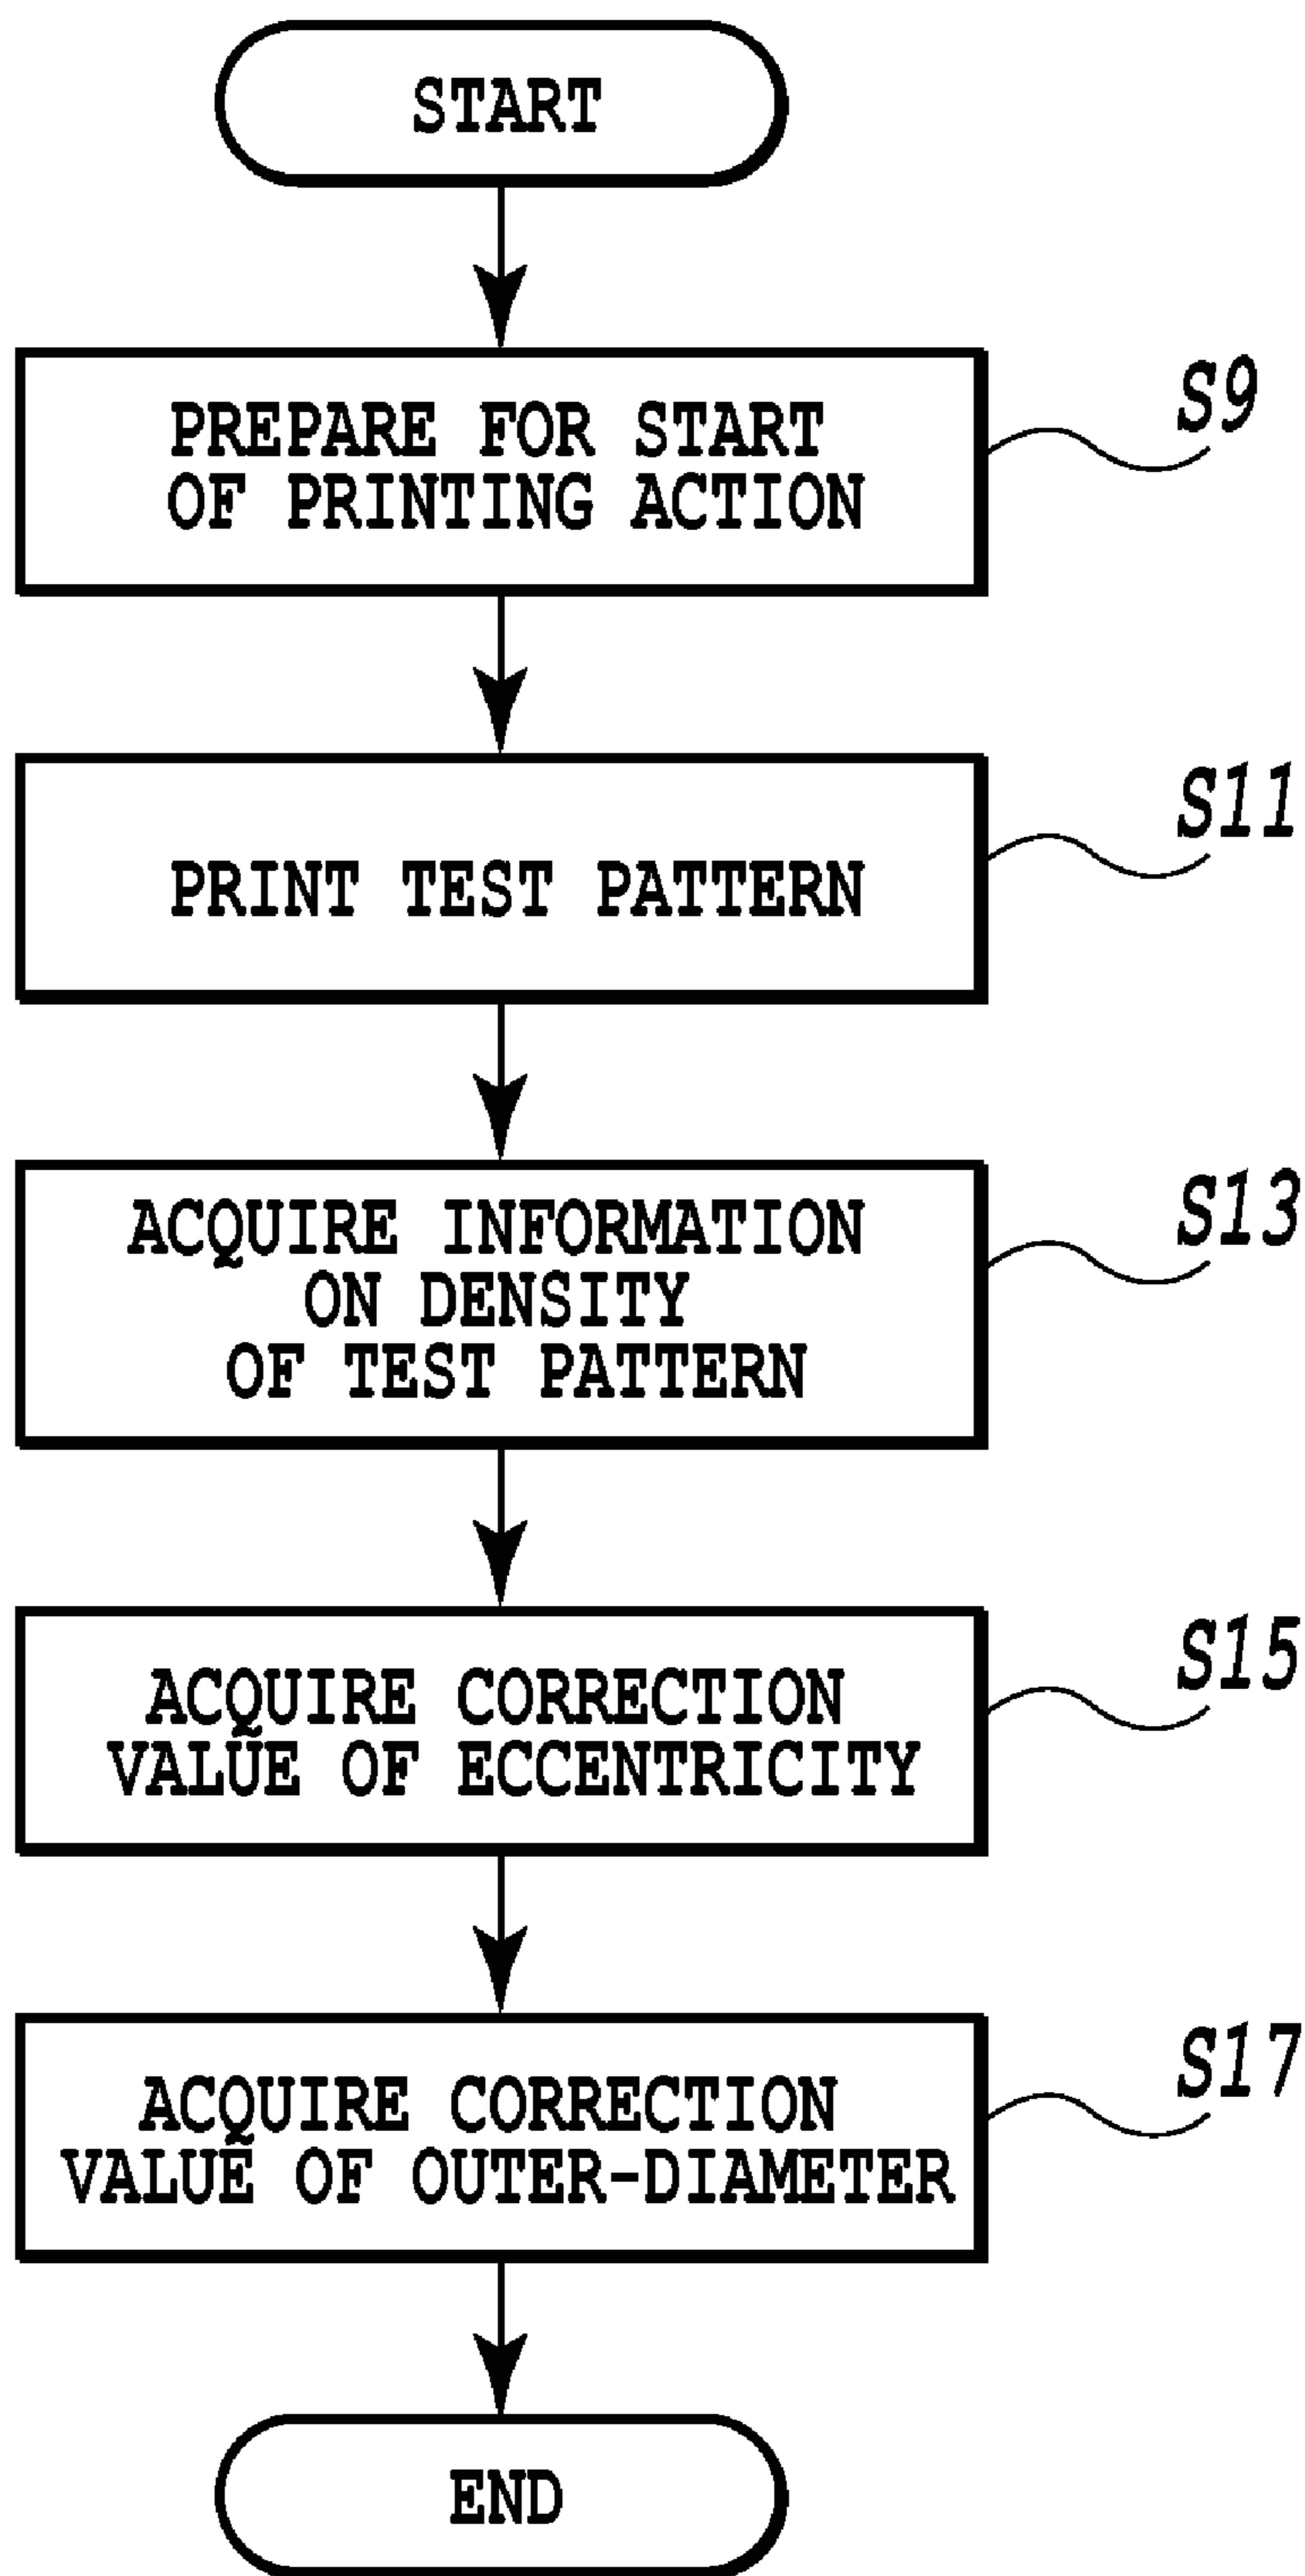 START
PREPARE FOR START
OF PRINTING ACTION
S9
PRINT TEST PATTERN
S11
ACQUIRE INFORMATION
ON DENSITY
OF TEST PATTERN
S13
ACQUIRE CORRECTION
VALUE OF ECCENTRICITY
S15
ACQUIRE CORRECTION
VALUE OF OUTER-DIAMETER
S17
END